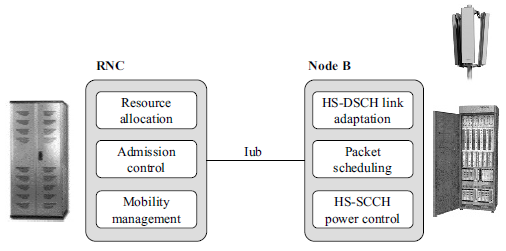 RNC
Resource
allocation
Admission
control
Mobility
management
Iub
Node B
HS-DSCH link
adaptation
Packet
scheduling
HS-SCCH
power control